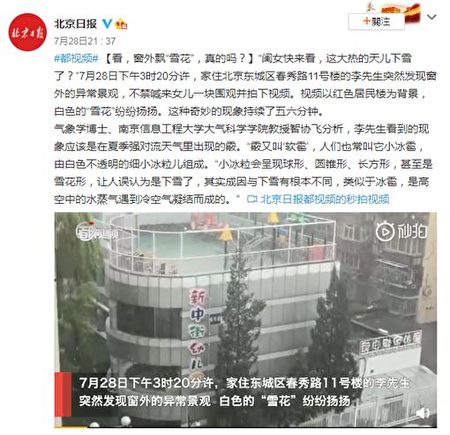 北京日报
北京日报
7月28日21：37
+關注
#都视频#【看，窗外飘“雪花”，真的吗？】“闺女快来看，这大热的天儿下雪
了？”7月28日下午3时20分许，家住北京东城区春秀路11号楼的李先生突然发现窗
外的异常景观，不禁喊来女儿一块围观并拍下视频。视频以红色居民楼为背景，
白色的“雪花”纷纷扬扬。这种奇妙的现象持续了五六分钟。
气象学博士、南京信息工程大学大气科学学院教授智协飞分析，李先生看到的现
象应该是在夏季强对流天气里出现的霰。“霰又叫‘软雹’，人们也常叫它小冰雹，
由白色不透明的细小冰粒儿组成。“小冰粒会呈现球形、圆锥形、长方形，甚至是
雪花形，让人误认为是下雪了，其实成因与下雪有根本不同，类似于冰雹，是高
空中的水蒸气遇到冷空气凝结而成的。”北京日报都视频的秒拍视频
秒拍
新中街幼儿
7月28日下午3时20分许，家住东城区春秀路11号楼的李先生
突然发现窗外的异常景观 白色的“雪花”纷纷扬扬